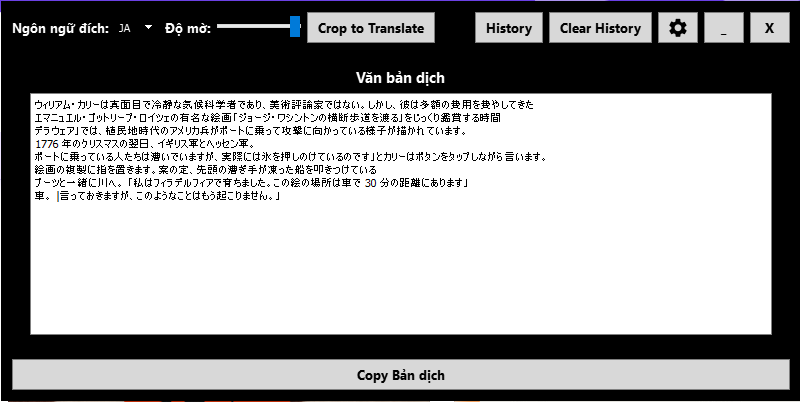 Ngôn ngữ đích: JA Độ mờ: Crop to Translate History Clear History _ X
Văn bản dịch
ウィリアム・カリーは真面目で冷静な気候科学者であり、美術評論家ではない。しかし、彼は多額の費用を費やしてきた
エマニュエル・ゴットリープ・ロイツェの有名な絵画「ジョージ・ワシントンの横断歩道を渡る」をじっくり鑑賞する時間
デラウェア」では、植民地時代のアメリカ兵がボートに乗って攻撃に向かっている様子が描かれています。
1776 年のクリスマスの翌日、イギリス軍とヘッセン軍。
ボートに乗っている人たちは漕いでいますが、実際には氷を押しのけているのです」とカリーはボタンをタップしながら言います。
絵画の複製に指を置きます。案の定、先頭の漕ぎ手が凍った船を叩きつけている
ブーツと一緒に川へ。「私はフィラデルフィアで育ちました。この絵の場所は車で 30 分の距離にあります」
車。 言っておきますが、このようなことはもう起こりません。」
Copy Bản dịch